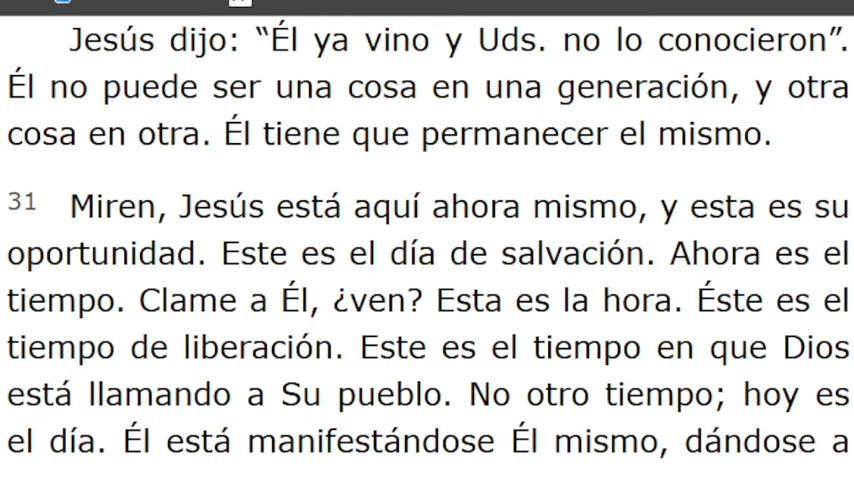 Jesús dijo: “Él ya vino y Uds. no lo conocieron”.
Él no puede ser una cosa en una generación, y otra
cosa en otra. Él tiene que permanecer el mismo.
31 Miren, Jesús está aquí ahora mismo, y esta es su
oportunidad. Este es el día de salvación. Ahora es el
tiempo. Clame a Él, ¿ven? Esta es la hora. Éste es el
tiempo de liberación. Este es el tiempo en que Dios
está llamando a Su pueblo. No otro tiempo; hoy es
el día. Él está manifestándose Él mismo, dándose a